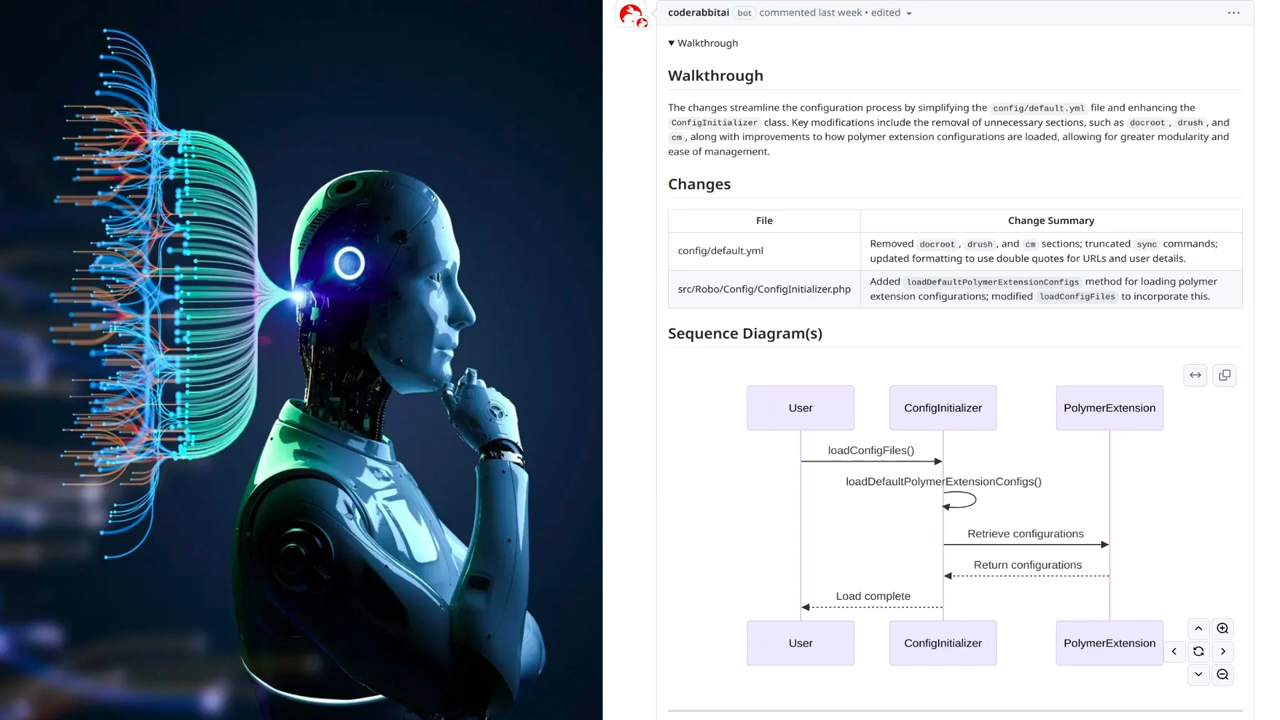 coderabbitai bot commented last week • edited
Walkthrough
Walkthrough
The changes streamline the configuration process by simplifying the config/default.yml file and enhancing the
ConfigInitializer class. Key modifications include the removal of unnecessary sections, such as docroot, drush, and
cm, along with improvements to how polymer extension configurations are loaded, allowing for greater modularity and
ease of management.
Changes
File Change Summary
config/default.yml
Removed docroot, drush, and cm sections; truncated sync commands;
updated formatting to use double quotes for URLs and user details.
src/Robo/Config/ConfigInitializer.php
Added loadDefaultPolymerExtensionConfigs method for loading polymer
extension configurations; modified loadConfigFiles to incorporate this.
Sequence Diagram(s)
User ConfigInitializer PolymerExtension
loadConfigFiles()
loadDefaultPolymerExtensionConfigs()
Retrieve configurations
Return configurations
Load complete
User ConfigInitializer PolymerExtension